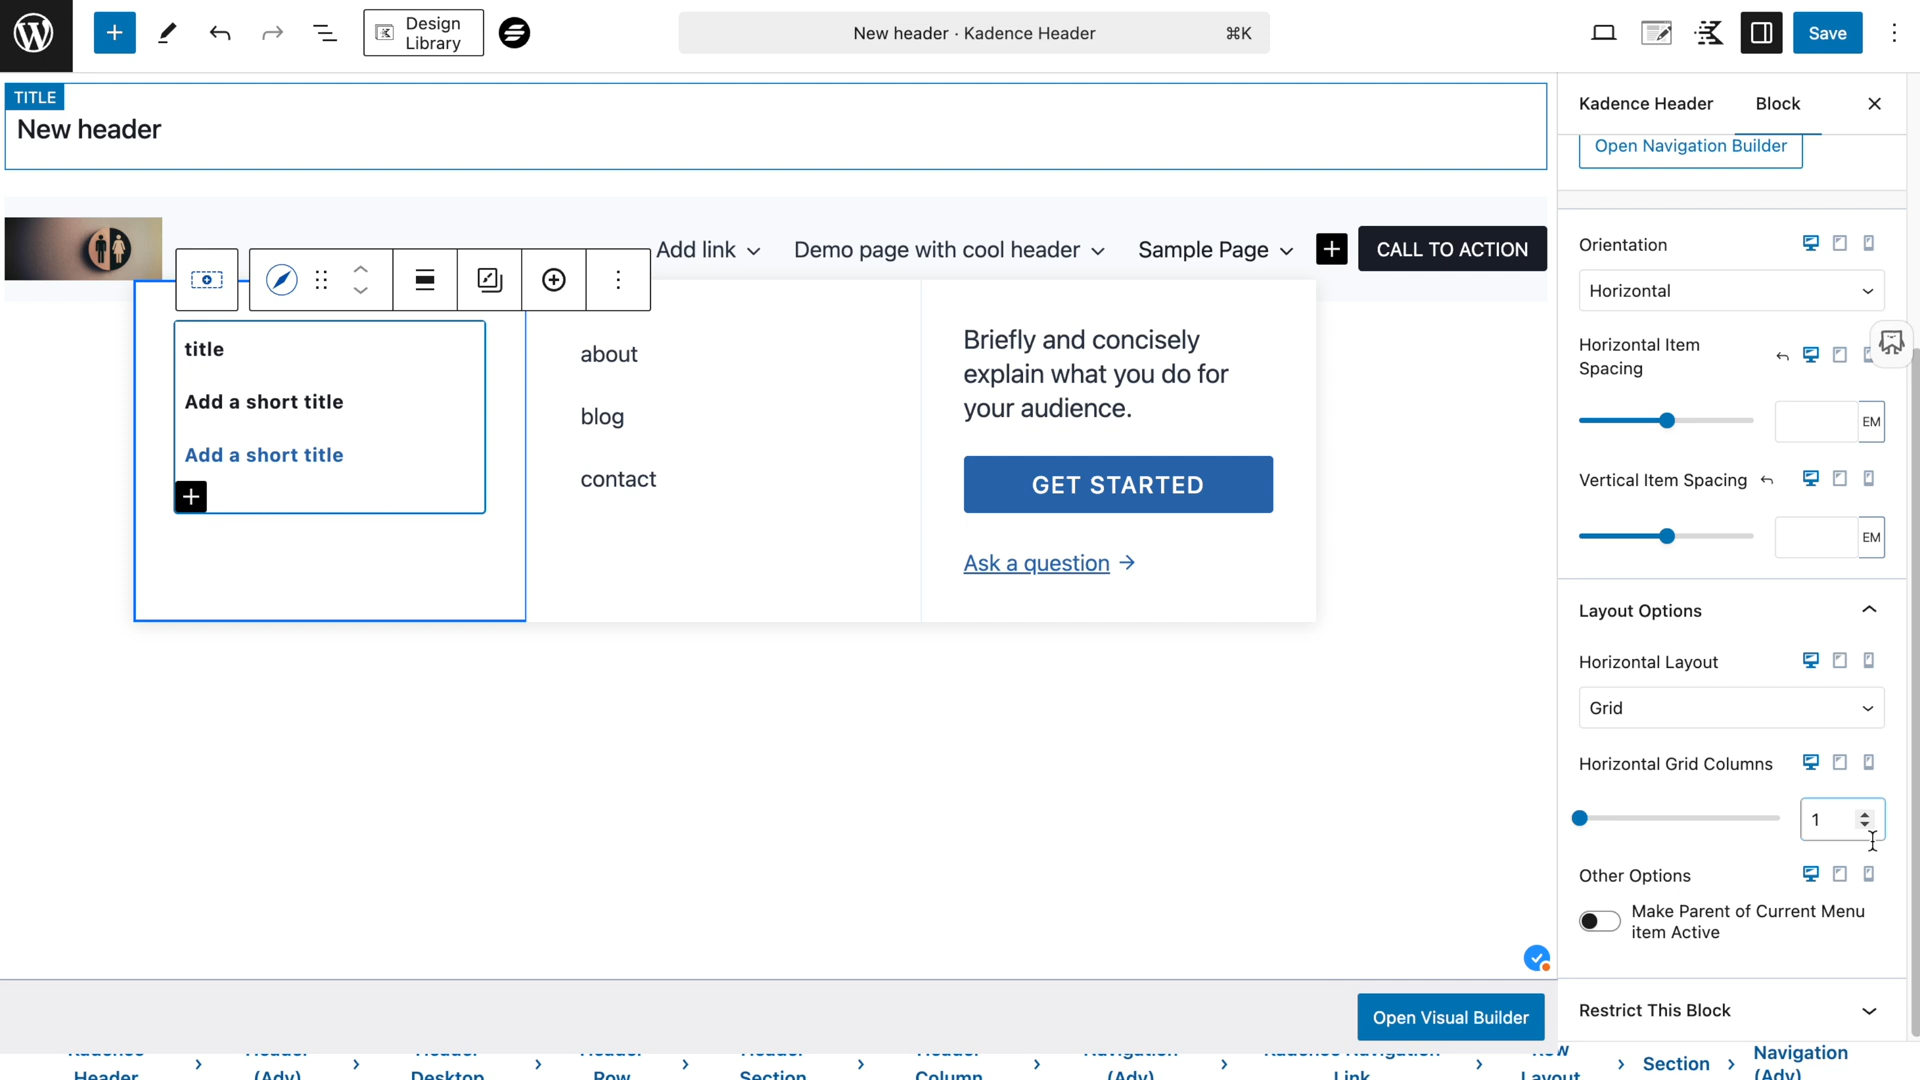 Design
Library
New header · Kadence Header ⌘K
Save
TITLE
New header
Kadence Header Block
Open Navigation Builder
Add link
Demo page with cool header
Sample Page
CALL TO ACTION
Orientation
Horizontal
title
Add a short title
Add a short title
about
blog
contact
Briefly and concisely
explain what you do for
your audience.
GET STARTED
Ask a question →
Horizontal Item
Spacing
EM
Vertical Item Spacing
EM
Layout Options
Horizontal Layout
Grid
Horizontal Grid Columns
1
Other Options
Make Parent of Current Menu
item Active
Restrict This Block
Open Visual Builder
Header
(Adv)
Desktop
Row
Section
Column
(Adv)
Link
Layout
Section
Navigation
(Adv)